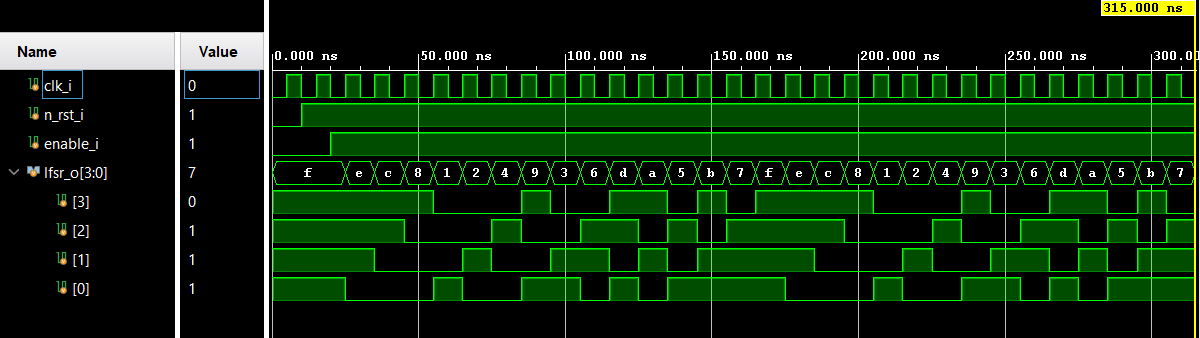 315.000 ns
Name Value
0.000 ns 50.000 ns 100.000 ns 150.000 ns 200.000 ns 250.000 ns 300.0
clk_i 0
n_rst_i 1
enable_i 1
lfsr_o[3:0] 7 f e c 8 1 2 4 9 3 6 d a 5 b 7 f e c 8 1 2 4 9 3 6 d a 5 b 7
[3] 0
[2] 1
[1] 1
[0] 1